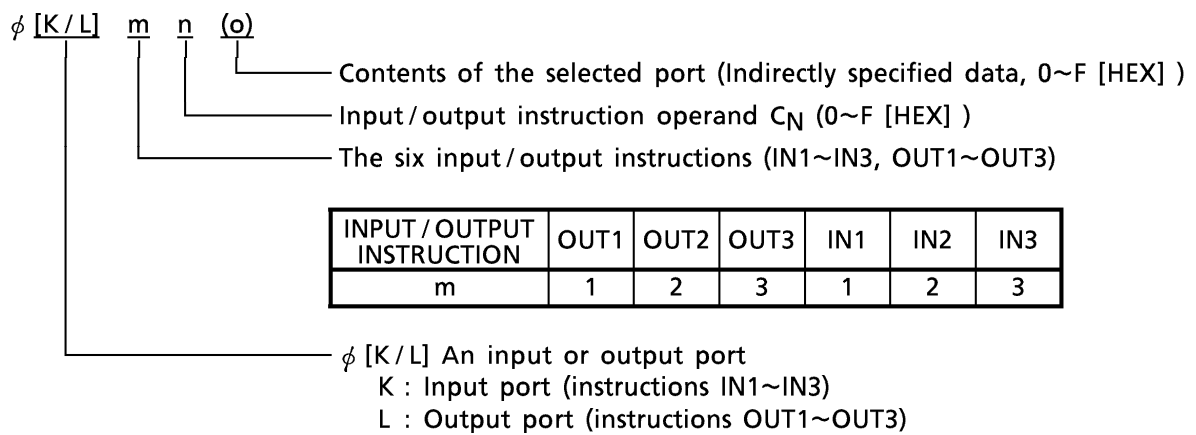 ϕ [K / L] m n (o)
Contents of the selected port (Indirectly specified data, 0~F [HEX] )
Input / output instruction operand CN (0~F [HEX] )
The six input / output instructions (IN1~IN3, OUT1~OUT3)
INPUT / OUTPUT INSTRUCTION OUT1 OUT2 OUT3 IN1 IN2 IN3
m 1 2 3 1 2 3
ϕ [K / L] An input or output port
K : Input port (instructions IN1~IN3)
L : Output port (instructions OUT1~OUT3)